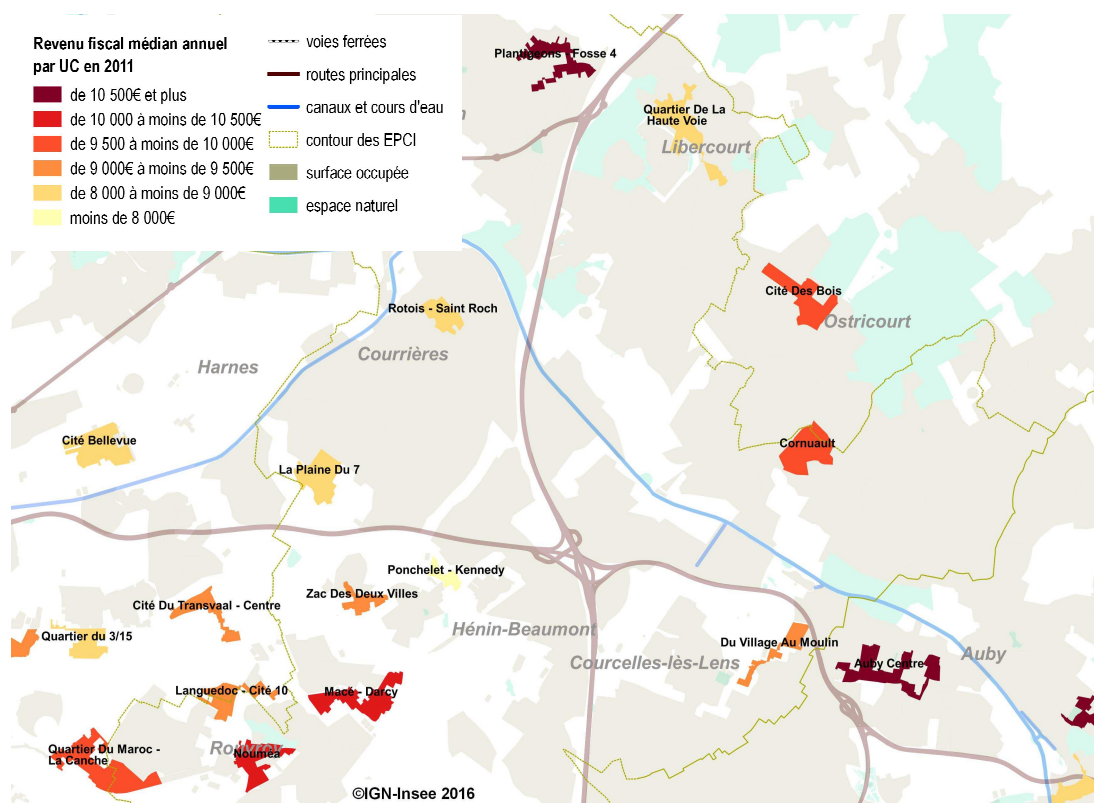 Revenu fiscal médian annuel
par UC en 2011
de 10 500€ et plus
de 10 000 à moins de 10 500€
de 9 500 à moins de 10 000€
de 9 000€ à moins de 9 500€
de 8 000 à moins de 9 000€
moins de 8 000€
voies ferrées
routes principales
canaux et cours d'eau
contour des EPCI
surface occupée
espace naturel
Plantigeons - Fosse 4
Quartier De La
Haute Voie
Libercourt
Cité Des Bois
Ostricourt
Rotois - Saint Roch
Courrières
Harnes
Cité Bellevue
Cornuault
La Plaine Du 7
Ponchelet - Kennedy
Zac Des Deux Villes
Cité Du Transvaal - Centre
Hénin-Beaumont
Quartier du 3/15
Du Village Au Moulin
Courcelles-lès-Lens
Auby
Auby Centre
Languedoc - Cité 10
Macé - Darcy
Quartier Du Maroc -
La Canche
Rouvroy
Nouméa
©IGN-Insee 2016